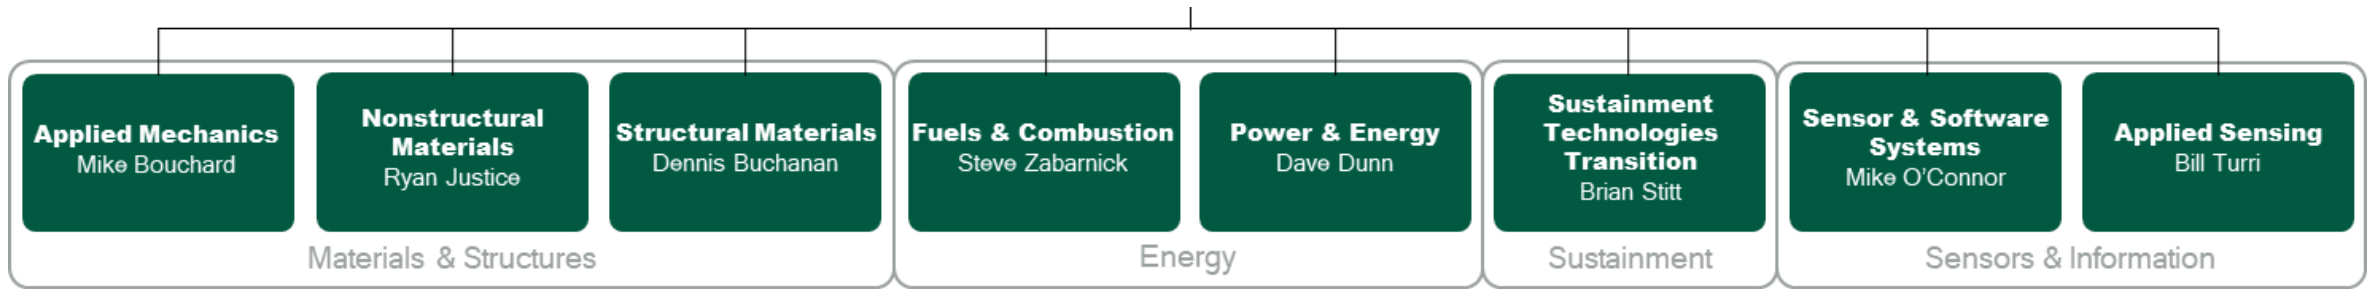 Applied Mechanics
Mike Bouchard
Nonstructural
Materials
Ryan Justice
Structural Materials
Dennis Buchanan
Materials & Structures
Fuels & Combustion
Steve Zabarnick
Power & Energy
Dave Dunn
Energy
Sustainment
Technologies
Transition
Brian Stitt
Sustainment
Sensor & Software
Systems
Mike O'Connor
Applied Sensing
Bill Turri
Sensors & Information